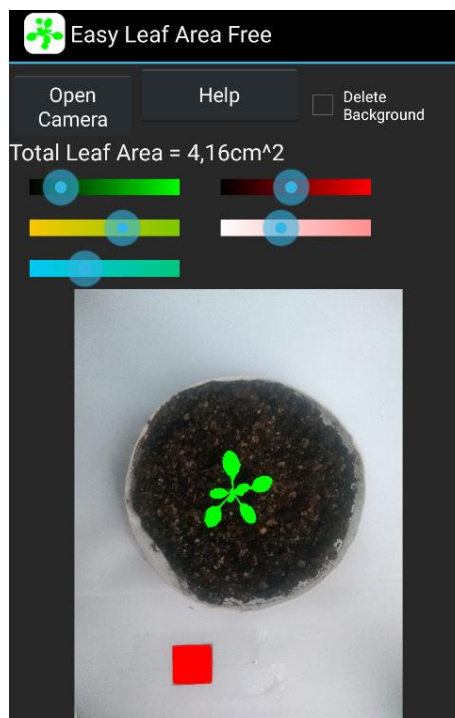 Easy Leaf Area Free
Open
Camera
Help
Delete
Background
Total Leaf Area = 4,16cm^2